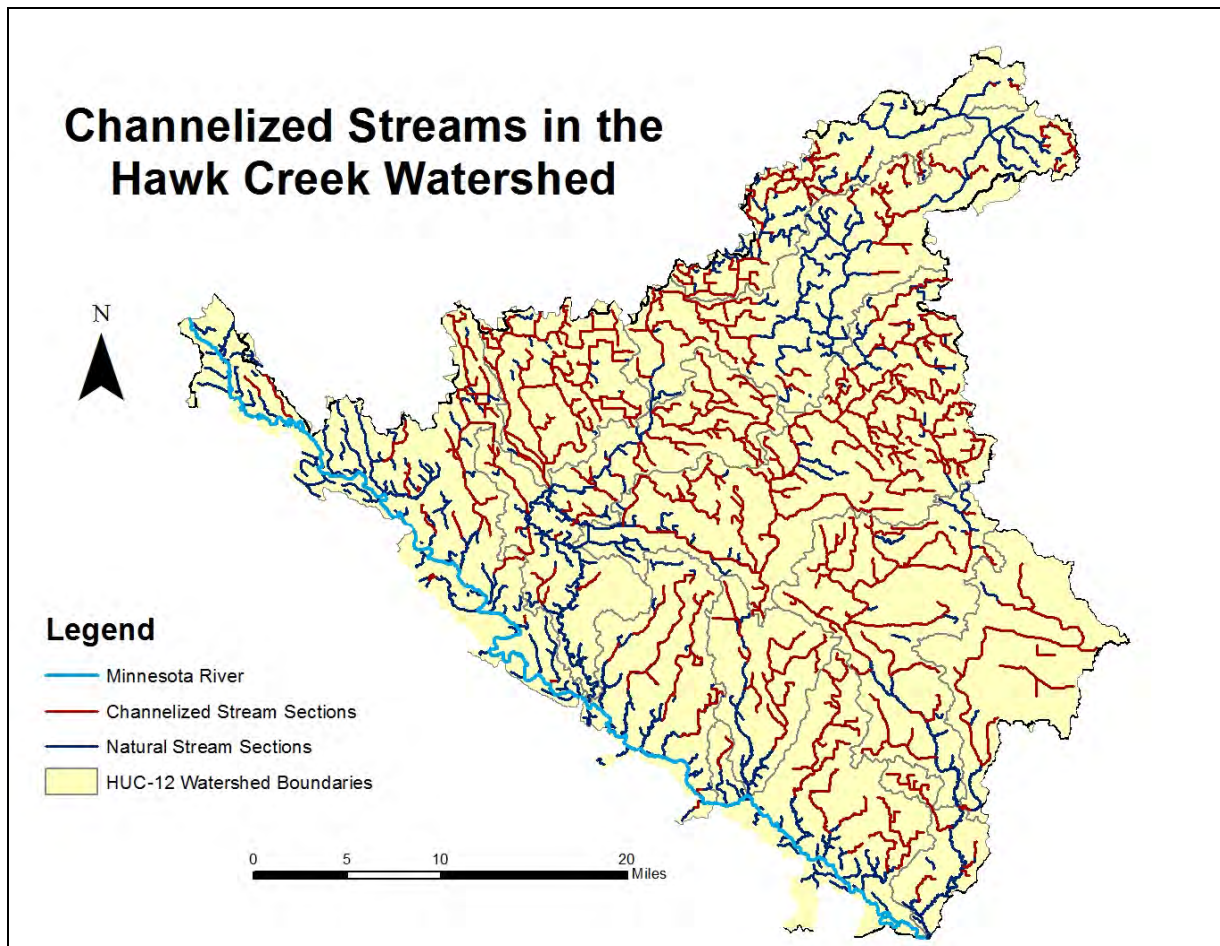 Channelized Streams in the
Hawk Creek Watershed
N
Legend
Minnesota River
Channelized Stream Sections
Natural Stream Sections
HUC-12 Watershed Boundaries
0 5 10 20
Miles